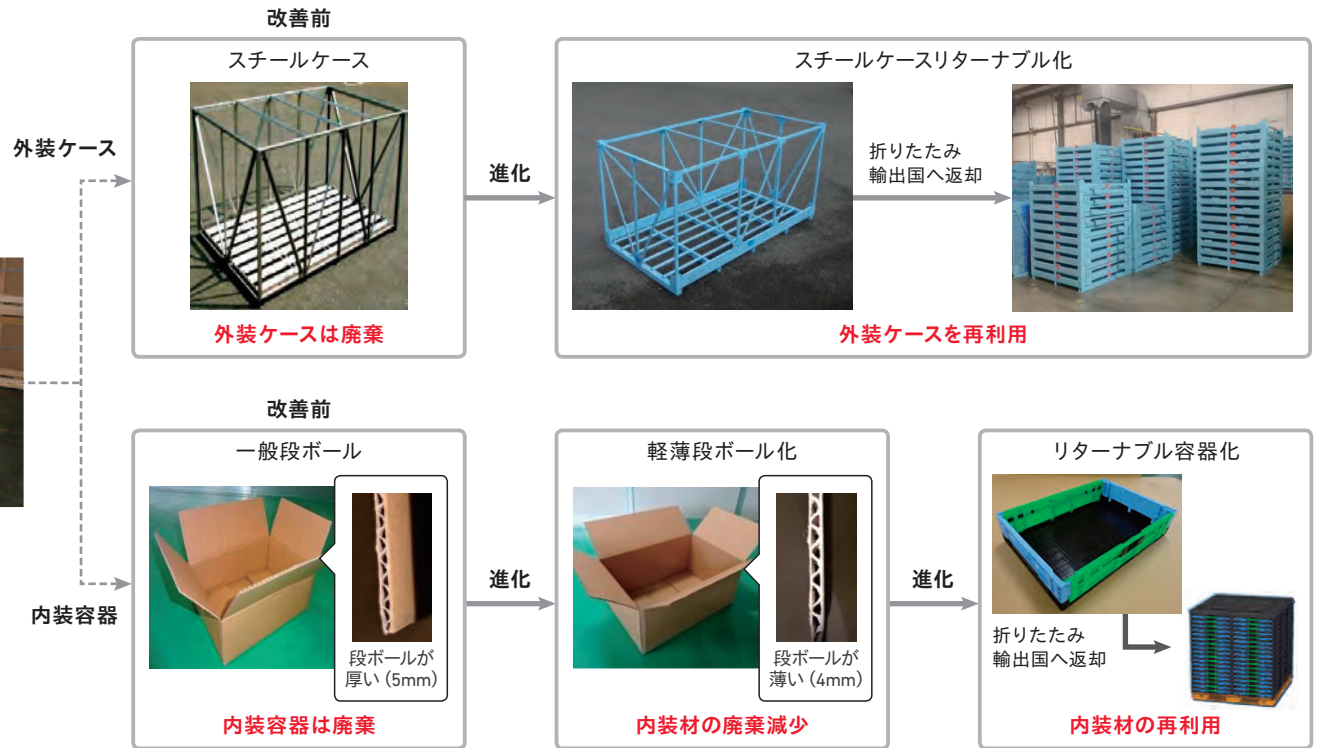 改善前
スチールケース
外装ケース
外装ケースは廃棄
進化
スチールケースリターナブル化
折りたたみ
輸出国へ返却
外装ケースを再利用
改善前
一般段ボール
内装容器
段ボールが
厚い（5mm）
内装容器は廃棄
進化
軽薄段ボール化
段ボールが
薄い（4mm）
内装材の廃棄減少
進化
リターナブル容器化
折りたたみ
輸出国へ返却
内装材の再利用